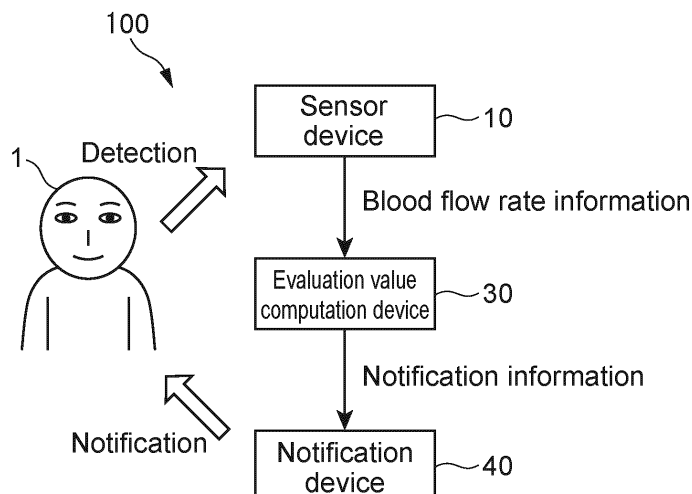 100
Sensor
device
10
Detection
1
Blood flow rate information
Evaluation value
computation device
30
Notification information
Notification
Notification
device
40